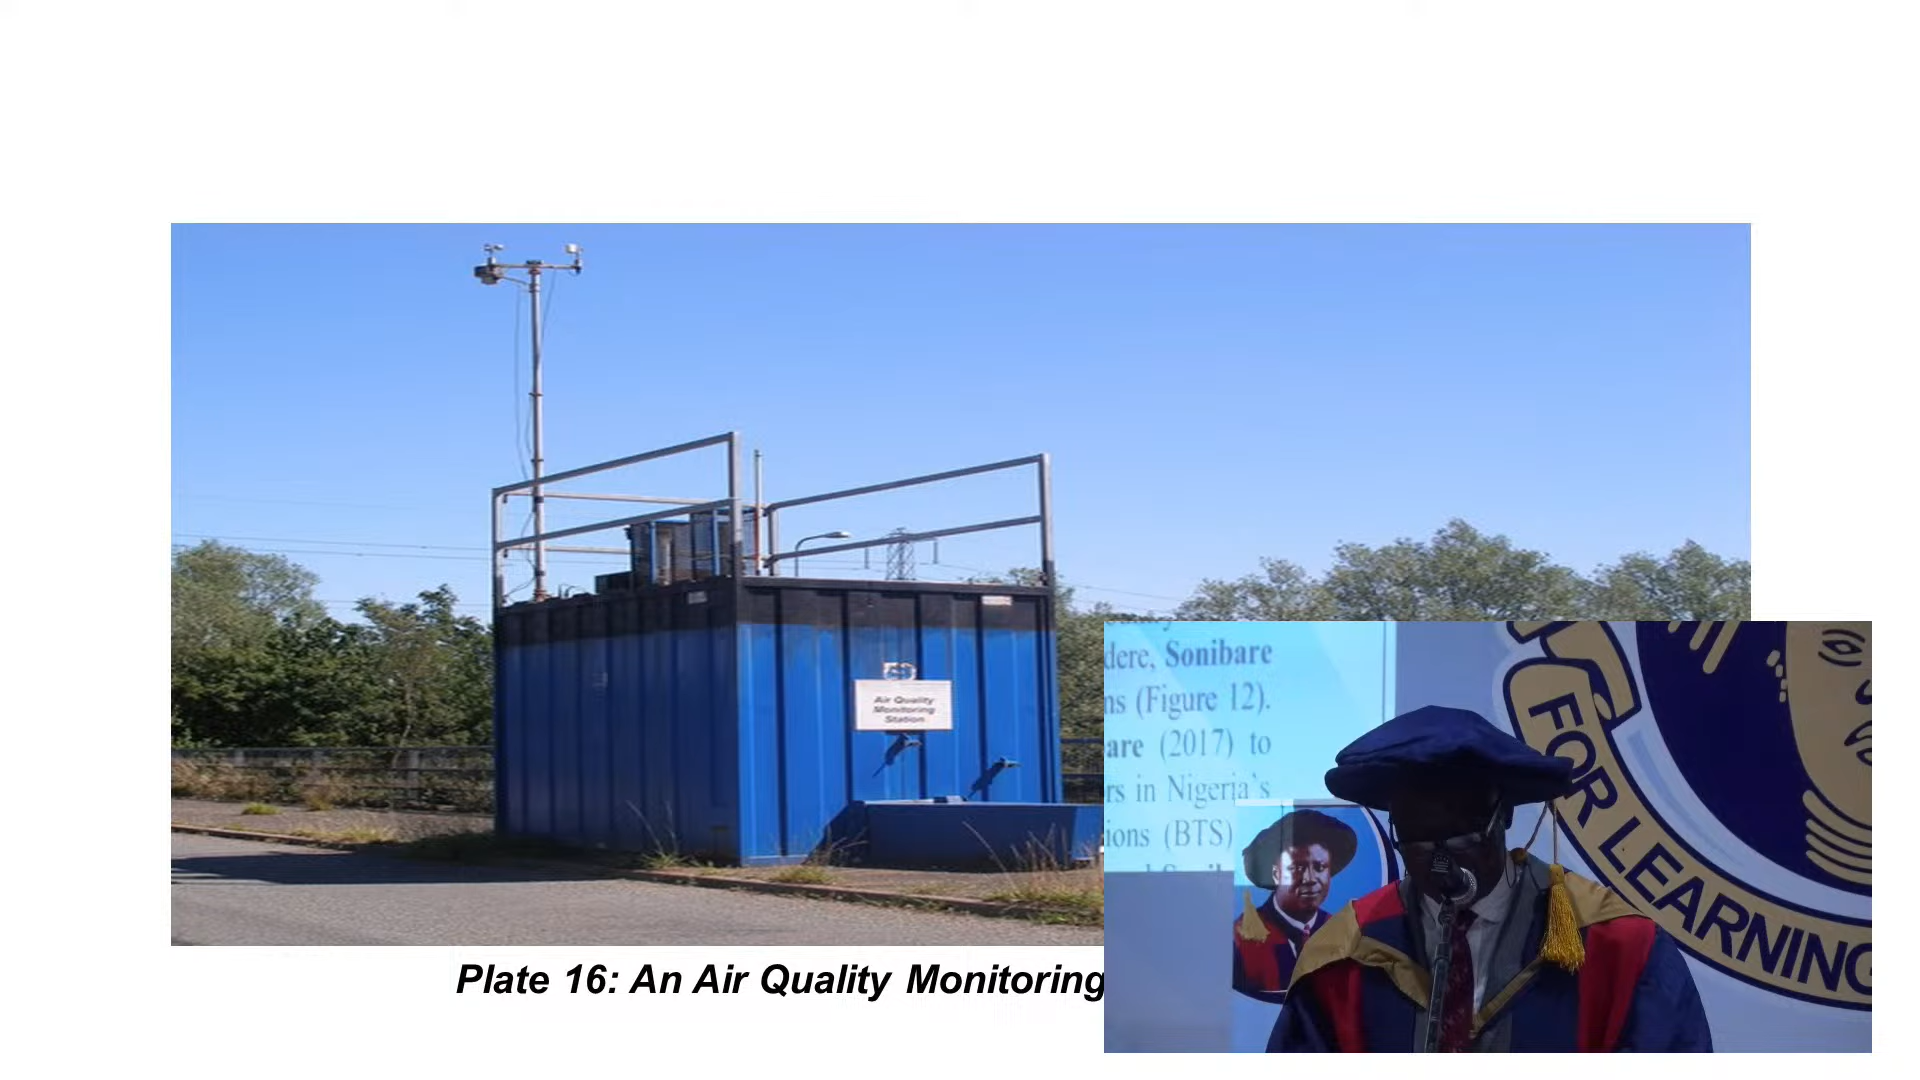 Air Quality
Monitoring
Station
Plate 16: An Air Quality Monitoring
dere, Sonibare
ns (Figure 12).
are (2017) to
rs in Nigeria's
ions (BTS)
FOR LEARNING